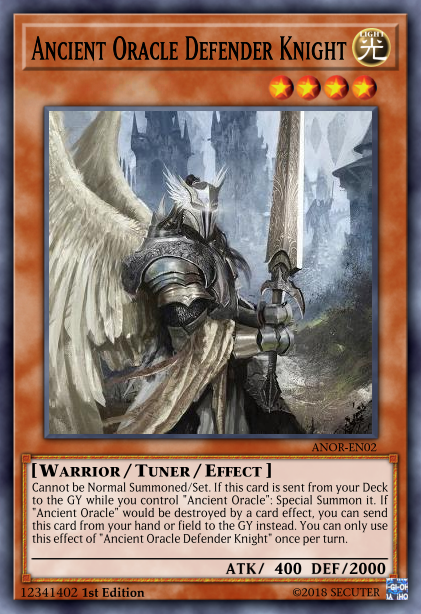 ANCIENT ORACLE DEFENDER KNIGHT
LIGHT
光
ANOR-EN02
[WARRIOR / TUNER / EFFECT]
Cannot be Normal Summoned/Set. If this card is sent from your Deck
to the GY while you control "Ancient Oracle": Special Summon it. If
"Ancient Oracle" would be destroyed by a card effect, you can send
this card from your hand or field to the GY instead. You can only use
this effect of "Ancient Oracle Defender Knight" once per turn.
ATK/ 400 DEF/2000
12341402 1st Edition
©2018 SECUTER